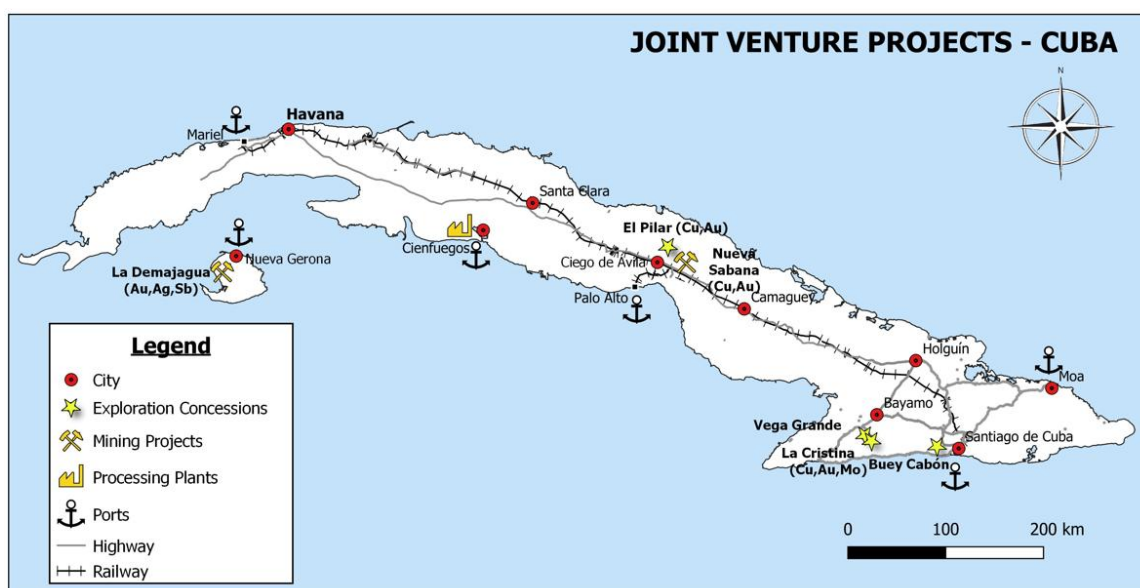 JOINT VENTURE PROJECTS - CUBA
N
Havana
Mariel
Santa Clara
El Pilar (Cu,Au)
Cienfuegos
Nueva Gerona
La Demajagua
(Au,Ag,Sb)
Ciego de Avila
Nueva
Sabana
(Cu,Au)
Palo Alto
Camaguey
Holguín
Moa
Bayamo
Vega Grande
Santiago de Cuba
La Cristina
(Cu,Au,Mo)
Buey Cabón
Legend
City
Exploration Concessions
Mining Projects
Processing Plants
Ports
Highway
Railway
0 100 200 km